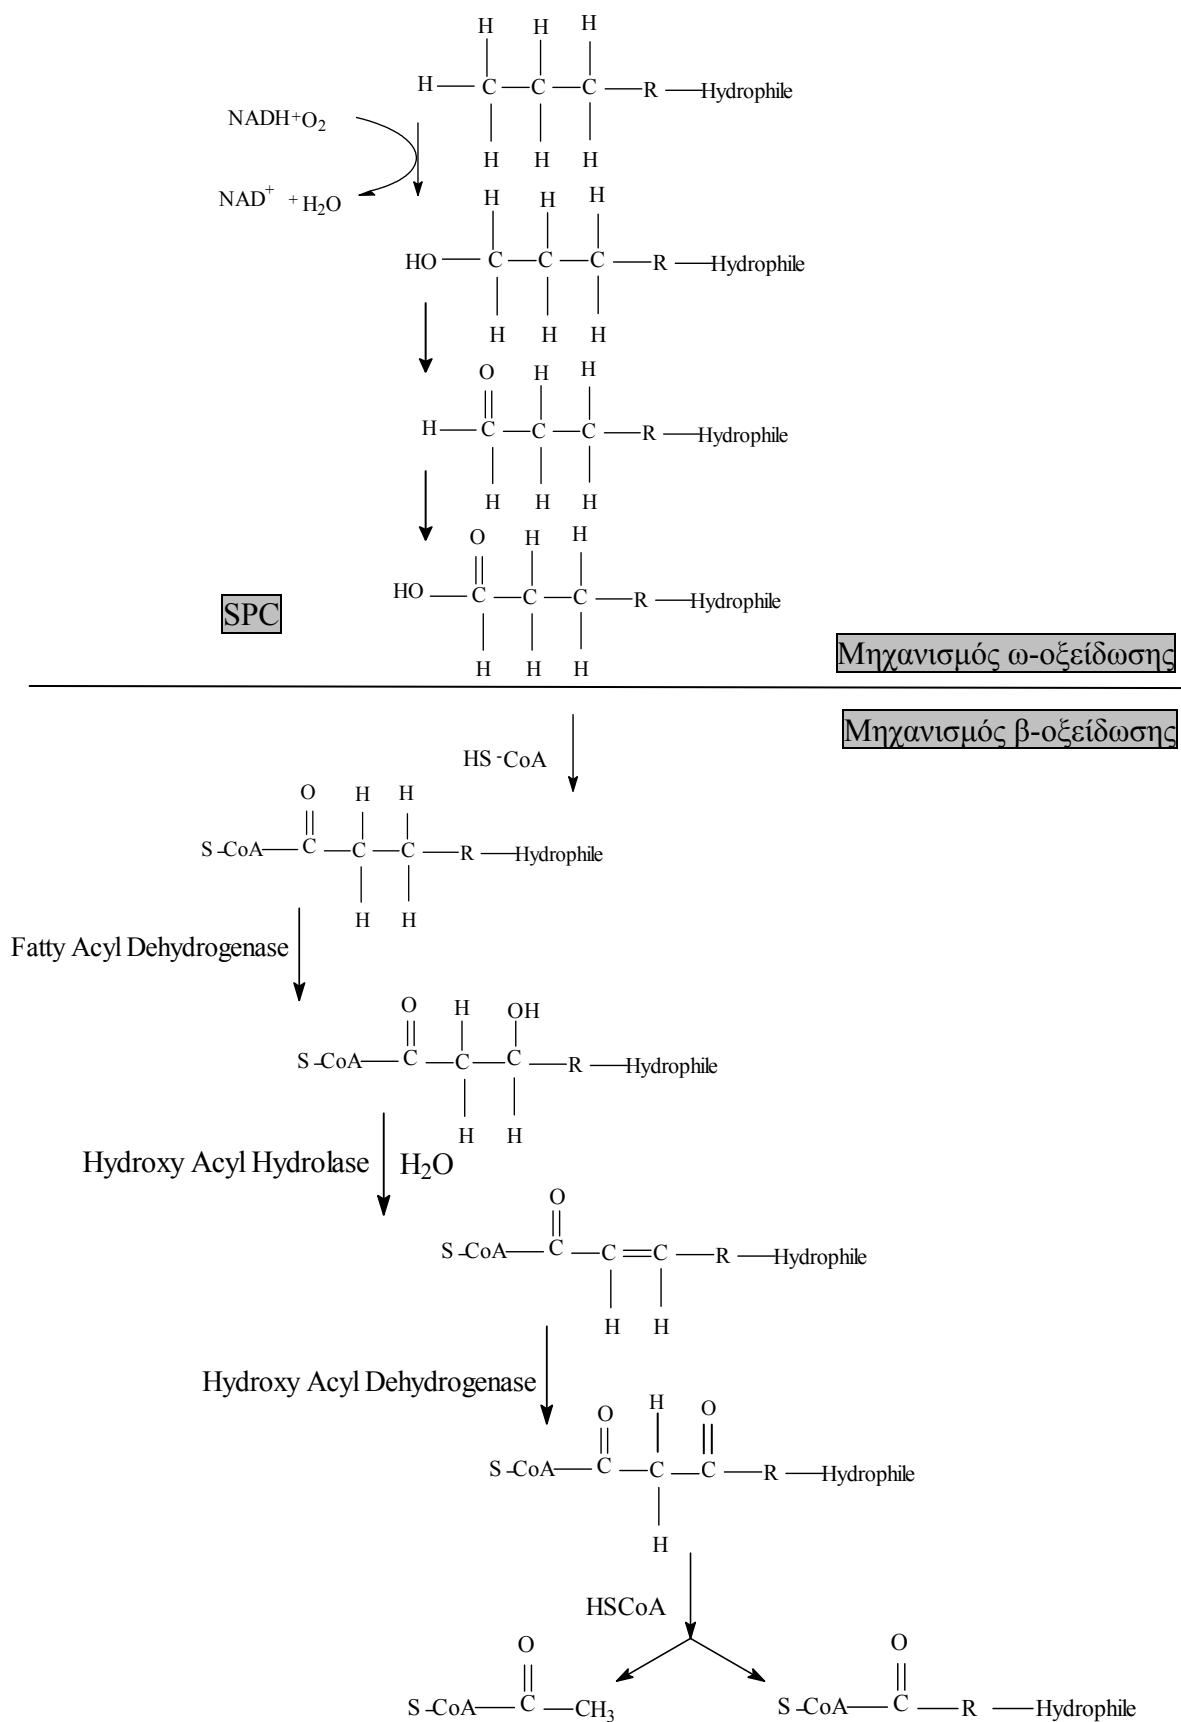 H H H
H C C C R Hydrophile
NADH+O2
H H H
NAD+ + H2O
H H H
HO C C C R Hydrophile
H H H
O H H
H C C C R Hydrophile
H H H
O H H
HO C C C R Hydrophile
SPC
H H H
Μηχανισμός ω-οξείδωσης
Μηχανισμός β-οξείδωσης
HS-CoA
O H H
S-CoA C C C R Hydrophile
H H
Fatty Acyl Dehydrogenase
O H OH
S-CoA C C C R Hydrophile
H H
Hydroxy Acyl Hydrolase H2O
O
S-CoA C C C R Hydrophile
H H
Hydroxy Acyl Dehydrogenase
O H O
S-CoA C C C R Hydrophile
H
HSCoA
O O
S-CoA C CH3 S-CoA C R Hydrophile